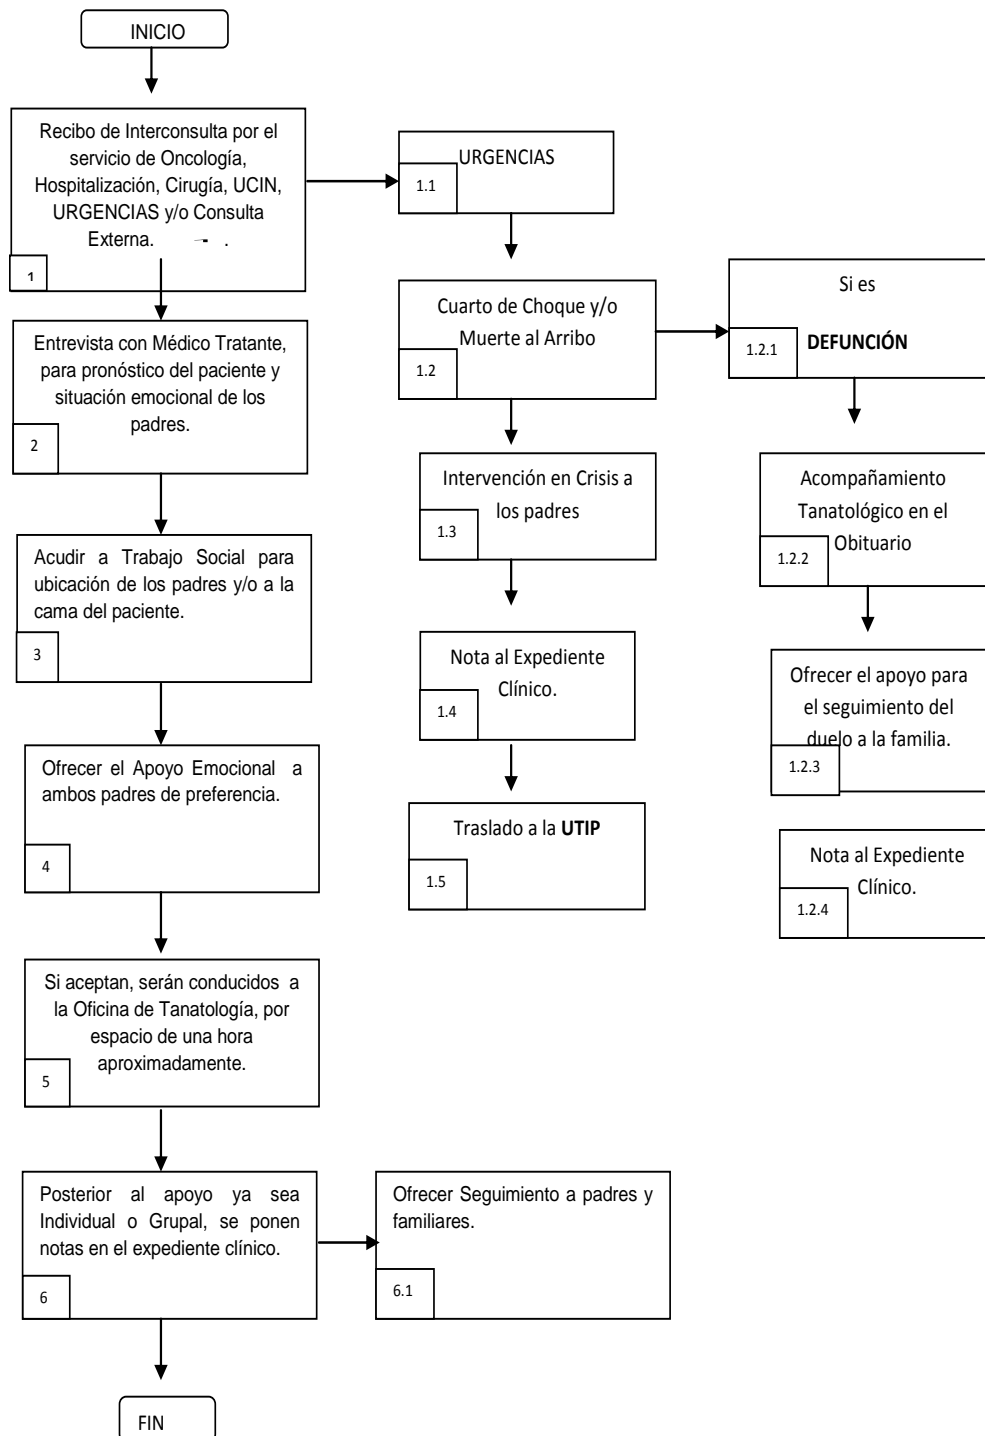 INICIO
Recibo de Interconsulta por el
servicio de Oncología,
Hospitalización, Cirugía, UCIN,
URGENCIAS y/o Consulta
Externa. .
1
Entrevista con Médico Tratante,
para pronóstico del paciente y
situación emocional de los
padres.
2
Acudir a Trabajo Social para
ubicación de los padres y/o a la
cama del paciente.
3
Ofrecer el Apoyo Emocional a
ambos padres de preferencia.
4
Si aceptan, serán conducidos a
la Oficina de Tanatología, por
espacio de una hora
aproximadamente.
5
Posterior al apoyo ya sea
Individual o Grupal, se ponen
notas en el expediente clínico.
6
FIN
Ofrecer Seguimiento a padres y
familiares.
6.1
URGENCIAS
1.1
Cuarto de Choque y/o
Muerte al Arribo
1.2
Intervención en Crisis a
los padres
1.3
Nota al Expediente
Clínico.
1.4
Traslado a la UTIP
1.5
Si es
DEFUNCIÓN
1.2.1
Acompañamiento
Tanatológico en el
Obituario
1.2.2
Ofrecer el apoyo para
el seguimiento del
duelo a la familia.
1.2.3
Nota al Expediente
Clínico.
1.2.4